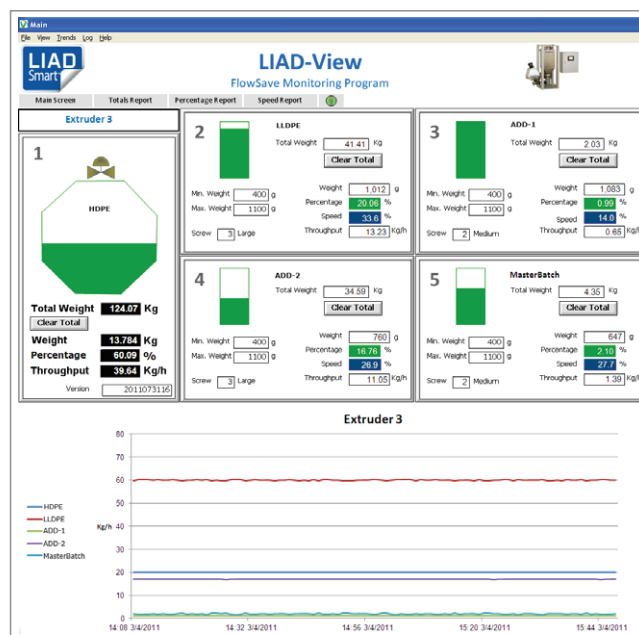 Main
File View Trends Log Help
LIAD
Smart
LIAD-View
FlowSave Monitoring Program
Main Screen Totals Report Percentage Report Speed Report
Extruder 3
1
HDPE
Total Weight 124.07 Kg
Clear Total
Weight 13.784 Kg
Percentage 60.09 %
Throughput 39.64 Kg/h
Version 2011073116
2
LLDPE
Total Weight 41.41 Kg
Clear Total
Min. Weight 400 g
Max. Weight 1100 g
Weight 1,012 g
Percentage 20.06 %
Speed 33.6 %
Screw 3 Large
Throughput 13.23 Kg/h
3
ADD-1
Total Weight 2.03 Kg
Clear Total
Min. Weight 400 g
Max. Weight 1100 g
Weight 1,083 g
Percentage 0.99 %
Speed 14.0 %
Screw 2 Medium
Throughput 0.65 Kg/h
4
ADD-2
Total Weight 34.59 Kg
Clear Total
Min. Weight 400 g
Max. Weight 1100 g
Weight 760 g
Percentage 16.76 %
Speed 26.9 %
Screw 3 Large
Throughput 11.05 Kg/h
5
MasterBatch
Total Weight 4.35 Kg
Clear Total
Min. Weight 400 g
Max. Weight 1100 g
Weight 647 g
Percentage 2.10 %
Speed 27.7 %
Screw 2 Medium
Throughput 1.39 Kg/h
Extruder 3
HDPE
LLDPE
ADD-1
ADD-2
MasterBatch
Kg/h
80
70
60
50
40
30
20
10
0
14:08 3/4/2011 14:32 3/4/2011 14:56 3/4/2011 15:20 3/4/2011 15:44 3/4/2011